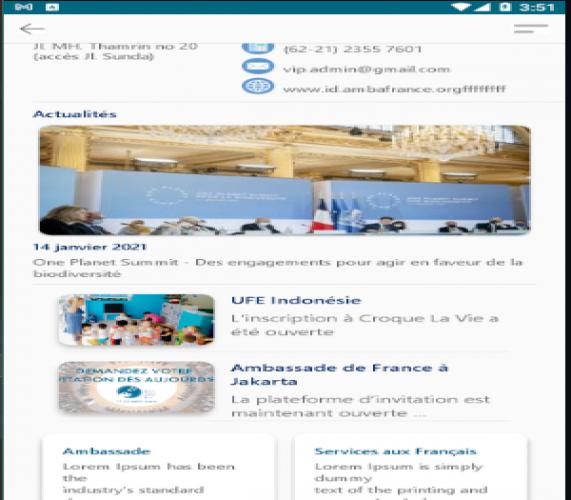 3:51
Jl. MH. Thamrin no 20
(accès Jl. Sunda)
(62-21) 2355 7601
vip.admin@gmail.com
www.id.ambafrance.orgffffffff
Actualités
ONE PLANET SUMMIT
14 janvier 2021
One Planet Summit - Des engagements pour agir en faveur de la
biodiversité
UFE Indonésie
L'inscription à Croque La Vie a
été ouverte
DEMANDEZ VOTRE
ITATION DÈS AUJOURD'
Ambassade de France à
Jakarta
La plateforme d'invitation est
maintenant ouverte ...
Ambassade
Lorem Ipsum has been
the
industry's standard
Services aux Français
Lorem Ipsum is simply
dummy
text of the printing and